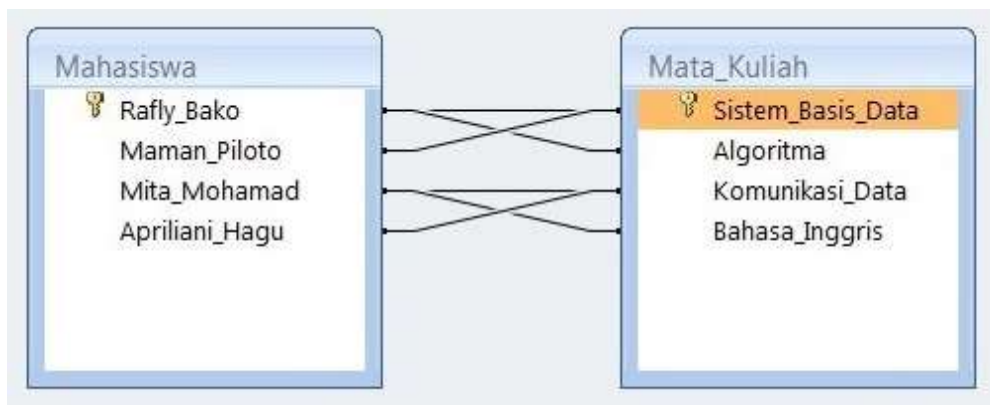 Mahasiswa
Rafly_Bako
Maman_Piloto
Mita_Mohamad
Apriliani_Hagu
Mata_Kuliah
Sistem_Basis_Data
Algoritma
Komunikasi_Data
Bahasa_Inggris